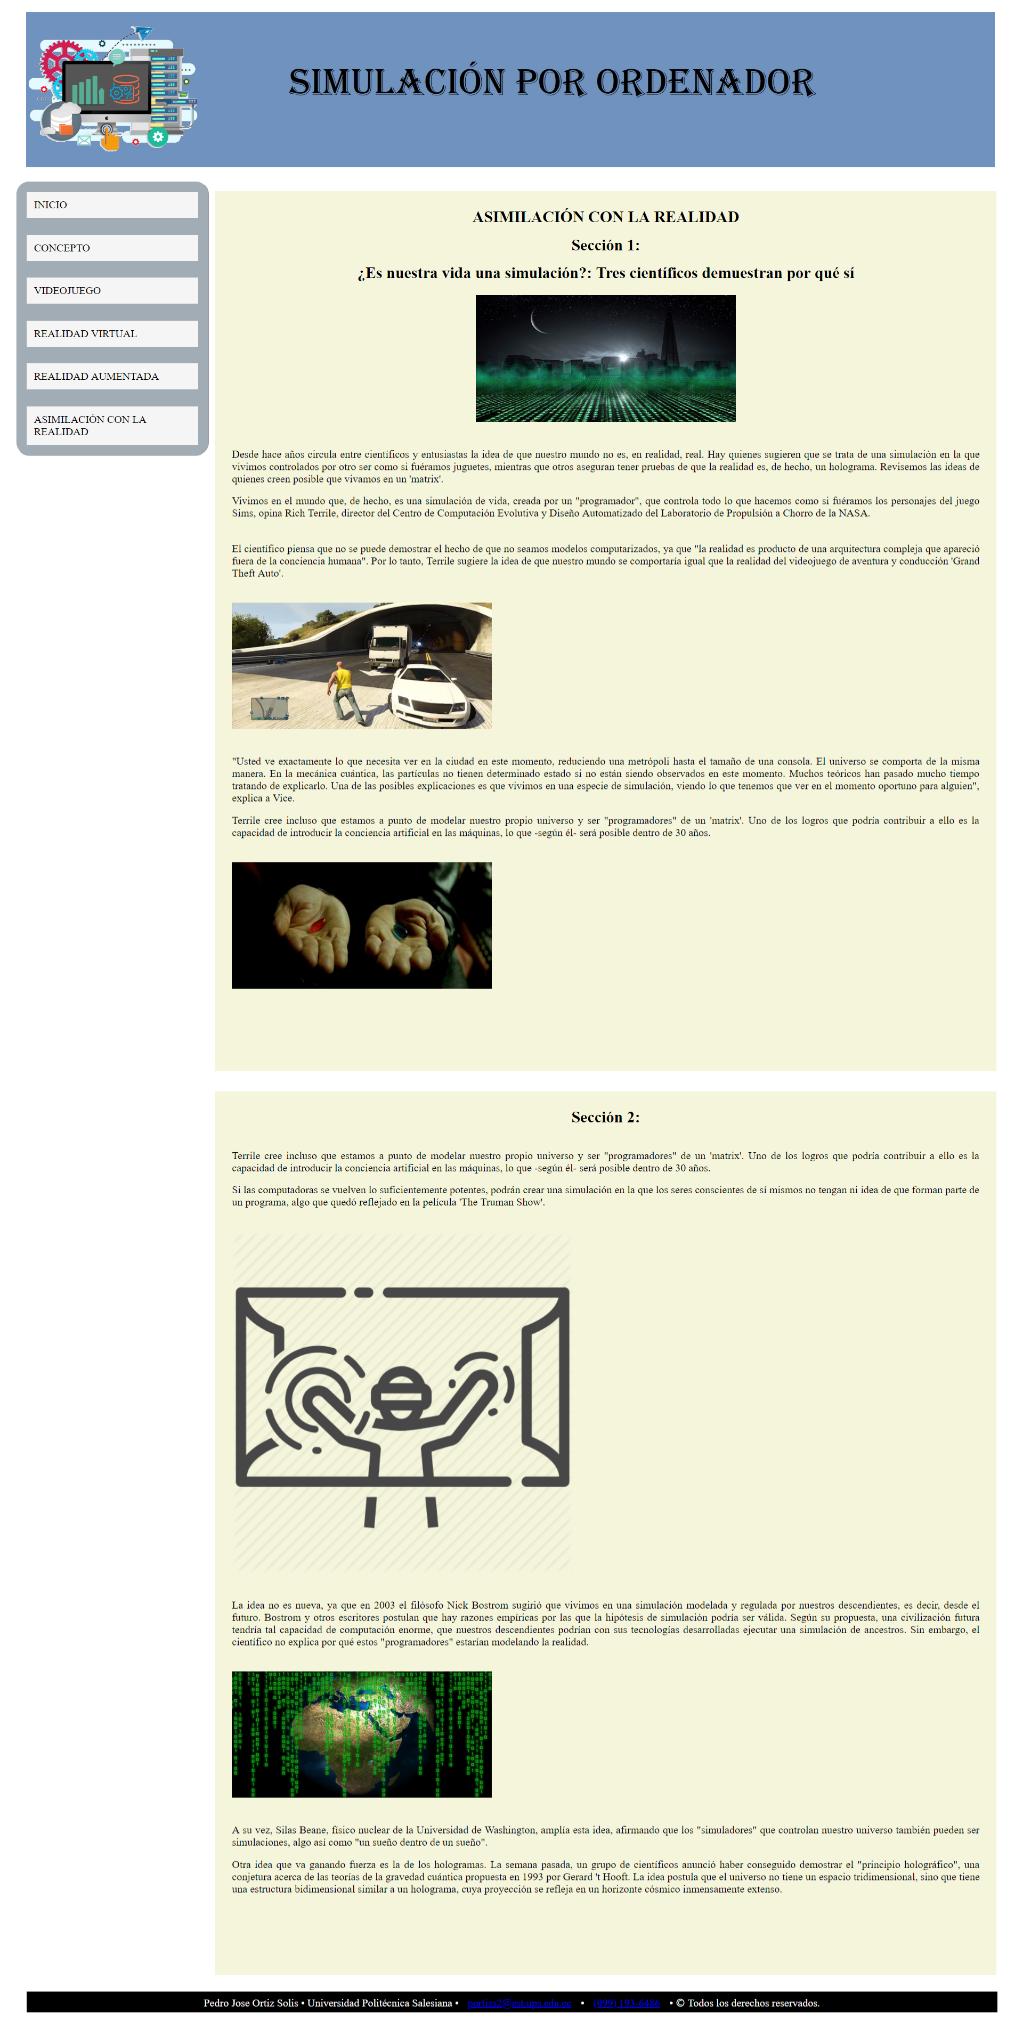 SIMULACIÓN POR ORDENADOR
INICIO
CONCEPTO
VIDEOJUEGO
REALIDAD VIRTUAL
REALIDAD AUMENTADA
ASIMILACIÓN CON LA
REALIDAD
ASIMILACIÓN CON LA REALIDAD
Sección 1:
¿Es nuestra vida una simulación?: Tres científicos demuestran por qué sí
Desde hace años circula entre científicos y entusiastas la idea de que nuestro mundo no es, en realidad, real. Hay quienes sugieren que se trata de una simulación en la que
vivimos controlados por otro ser como si fuéramos juguetes, mientras que otros aseguran tener pruebas de que la realidad es, de hecho, un holograma. Revisemos las ideas de
quienes creen posible que vivamos en un 'matrix'.
Vivimos en el mundo que, de hecho, es una simulación de vida, creada por un "programador", que controla todo lo que hacemos como si fuéramos los personajes del juego
Sims, opina Rich Terrile, director del Centro de Computación Evolutiva y Diseño Automatizado del Laboratorio de Propulsión a Chorro de la NASA.
El científico piensa que no se puede demostrar el hecho de que no seamos modelos computarizados, ya que "la realidad es producto de una arquitectura compleja que apareció
fuera de la conciencia humana". Por lo tanto, Terrile sugiere la idea de que nuestro mundo se comportaría igual que la realidad del videojuego de aventura y conducción 'Grand
Theft Auto'.
"Usted ve exactamente lo que necesita ver en la ciudad en este momento, reduciendo una metrópoli hasta el tamaño de una consola. El universo se comporta de la misma
manera. En la mecánica cuántica, las partículas no tienen determinado estado si no están siendo observados en este momento. Muchos teóricos han pasado mucho tiempo
tratando de explicarlo. Una de las posibles explicaciones es que vivimos en una especie de simulación, viendo lo que tenemos que ver en el momento oportuno para alguien",
explica a Vice.
Terrile cree incluso que estamos a punto de modelar nuestro propio universo y ser "programadores" de un 'matrix'. Uno de los logros que podría contribuir a ello es la
capacidad de introducir la conciencia artificial en las máquinas, lo que -según él- será posible dentro de 30 años.
Sección 2:
Terrile cree incluso que estamos a punto de modelar nuestro propio universo y ser "programadores" de un 'matrix'. Uno de los logros que podría contribuir a ello es la
capacidad de introducir la conciencia artificial en las máquinas, lo que -según él- será posible dentro de 30 años.
Si las computadoras se vuelven lo suficientemente potentes, podrán crear una simulación en la que los seres conscientes de sí mismos no tengan ni idea de que forman parte de
un programa, algo que quedó reflejado en la película 'The Truman Show'.
La idea no es nueva, ya que en 2003 el filósofo Nick Bostrom sugirió que vivimos en una simulación modelada y regulada por nuestros descendientes, es decir, desde el
futuro. Bostrom y otros escritores postulan que hay razones empíricas por las que la hipótesis de simulación podría ser válida. Según su propuesta, una civilización futura
tendría tal capacidad de computación enorme, que nuestros descendientes podrían con sus tecnologías desarrolladas ejecutar una simulación de ancestros. Sin embargo, el
científico no explica por qué estos "programadores" estarían modelando la realidad.
A su vez, Silas Beane, físico nuclear de la Universidad de Washington, amplía esta idea, afirmando que los "simuladores" que controlan nuestro universo también pueden ser
simulaciones, algo así como "un sueño dentro de un sueño".
Otra idea que va ganando fuerza es la de los hologramas. La semana pasada, un grupo de científicos anunció haber conseguido demostrar el "principio holográfico", una
conjetura acerca de las teorías de la gravedad cuántica propuesta en 1993 por Gerard 't Hooft. La idea postula que el universo no tiene un espacio tridimensional, sino que tiene
una estructura bidimensional similar a un holograma, cuya proyección se refleja en un horizonte cósmico inmensamente extenso.
Pedro Jose Ortiz Solis • Universidad Politécnica Salesiana • • • © Todos los derechos reservados.